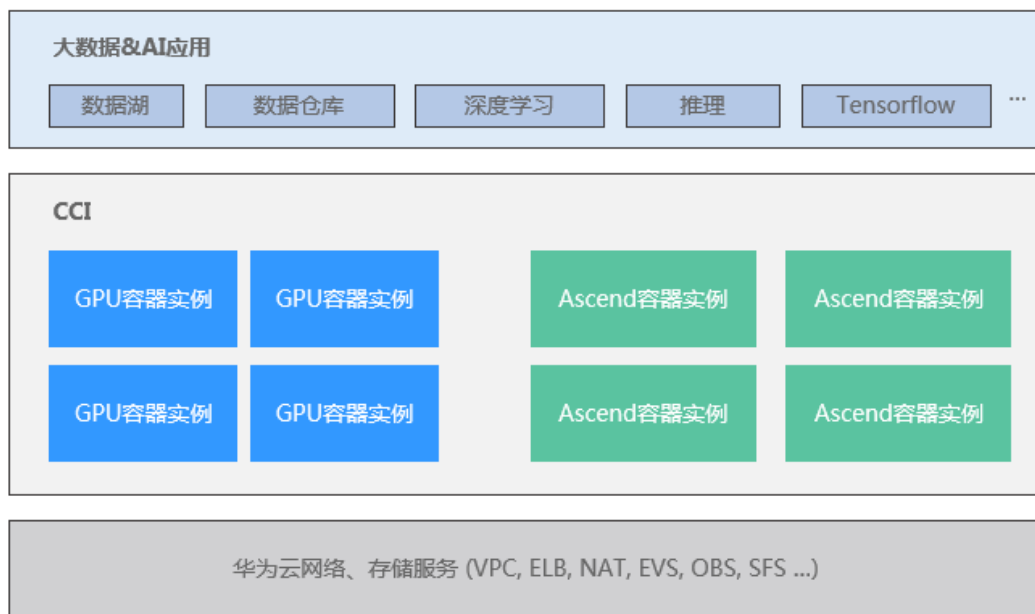 大数据&AI应用
数据湖 数据仓库 深度学习 推理 Tensorflow ...
CCI
GPU容器实例 GPU容器实例 Ascend容器实例 Ascend容器实例
GPU容器实例 GPU容器实例 Ascend容器实例 Ascend容器实例
华为云网络、存储服务 (VPC, ELB, NAT, EVS, OBS, SFS ...)